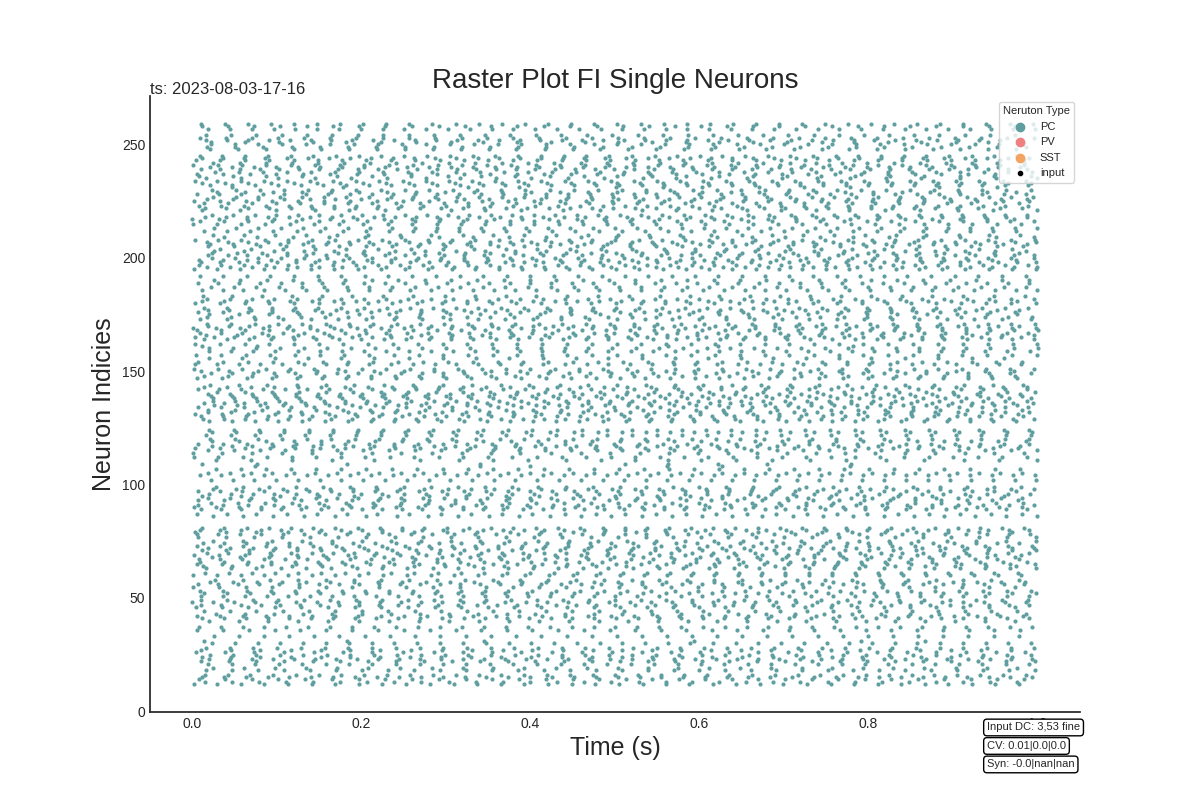 Raster Plot FI Single Neurons
ts: 2023-08-03-17-16
Neruton Type
PC
PV
SST
input
Neuron Indicies
250
200
150
100
50
0
0.0 0.2 0.4 0.6 0.8
Time (s)
Input DC: 3,53 fine
CV: 0.01|0.0|0.0
Syn: -0.0|nan|nan